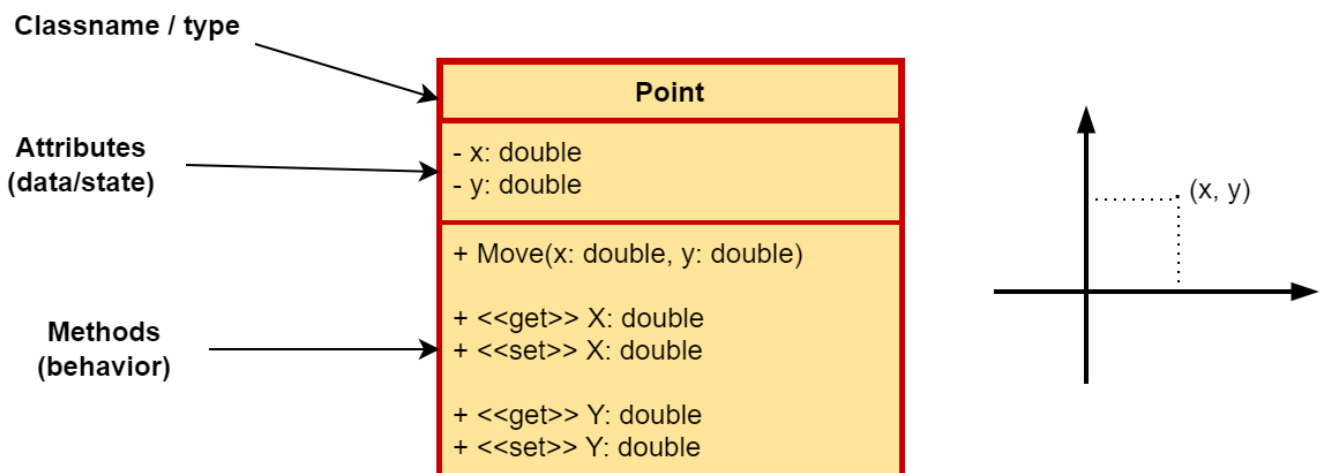 Classname / type
Point
Attributes
(data/state)
- x: double
- y: double
Methods
(behavior)
+ Move(x: double, y: double)
+ <<get>> X: double
+ <<set>> X: double
+ <<get>> Y: double
+ <<set>> Y: double
(x, y)